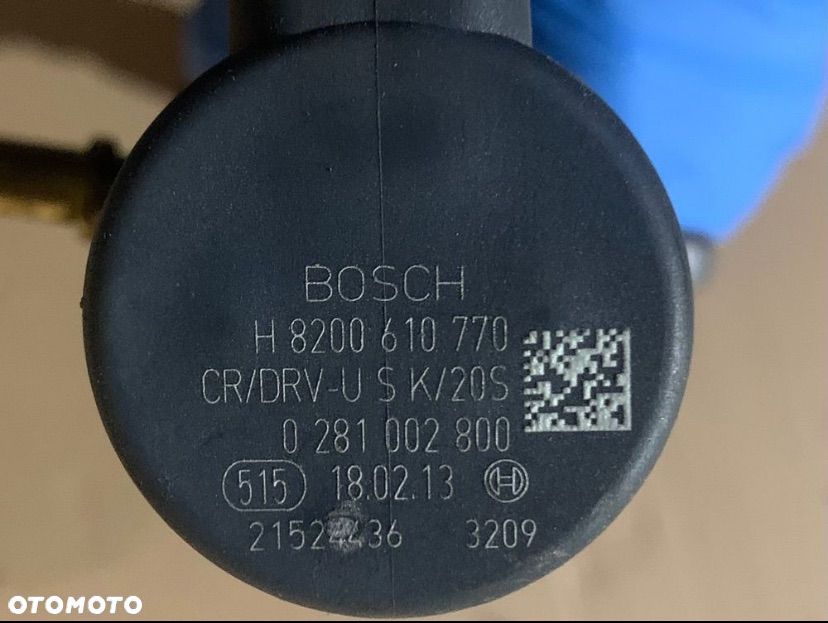 BOSCH
H 8200 610 770
CR/DRV-U S K/20S
0 281 002 800
515 18.02.13 H
3209
OTOMOTO